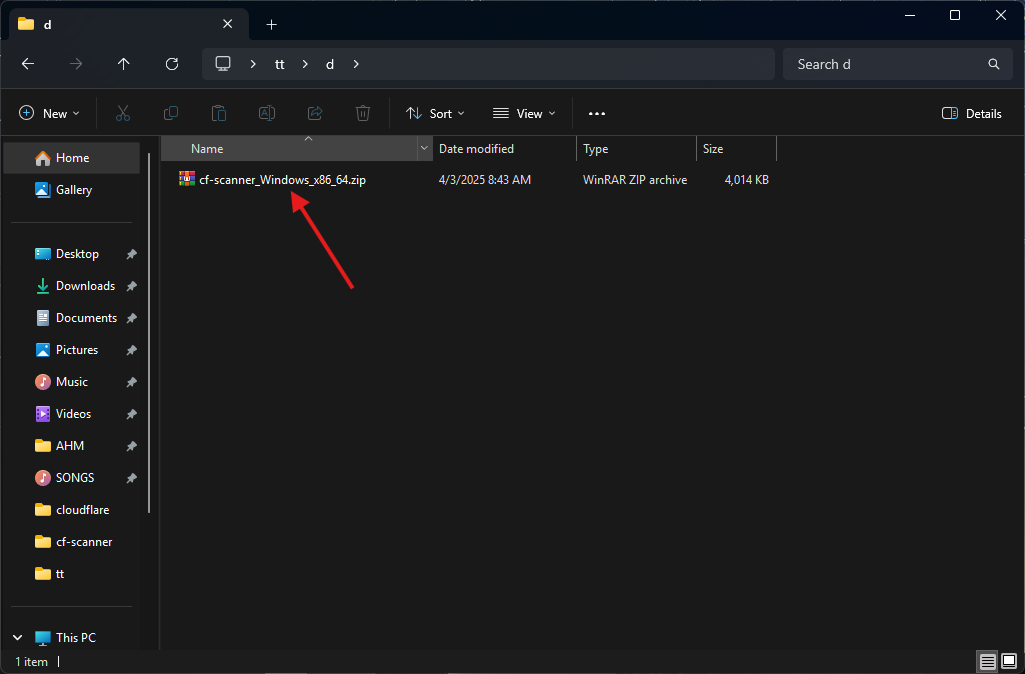 d
tt d
Search d
New Sort View Details
Name Date modified Type Size
cf-scanner_Windows_x86_64.zip 4/3/2025 8:43 AM WinRAR ZIP archive 4,014 KB
Home
Gallery
Desktop
Downloads
Documents
Pictures
Music
Videos
AHM
SONGS
cloudflare
cf-scanner
tt
This PC
1 item